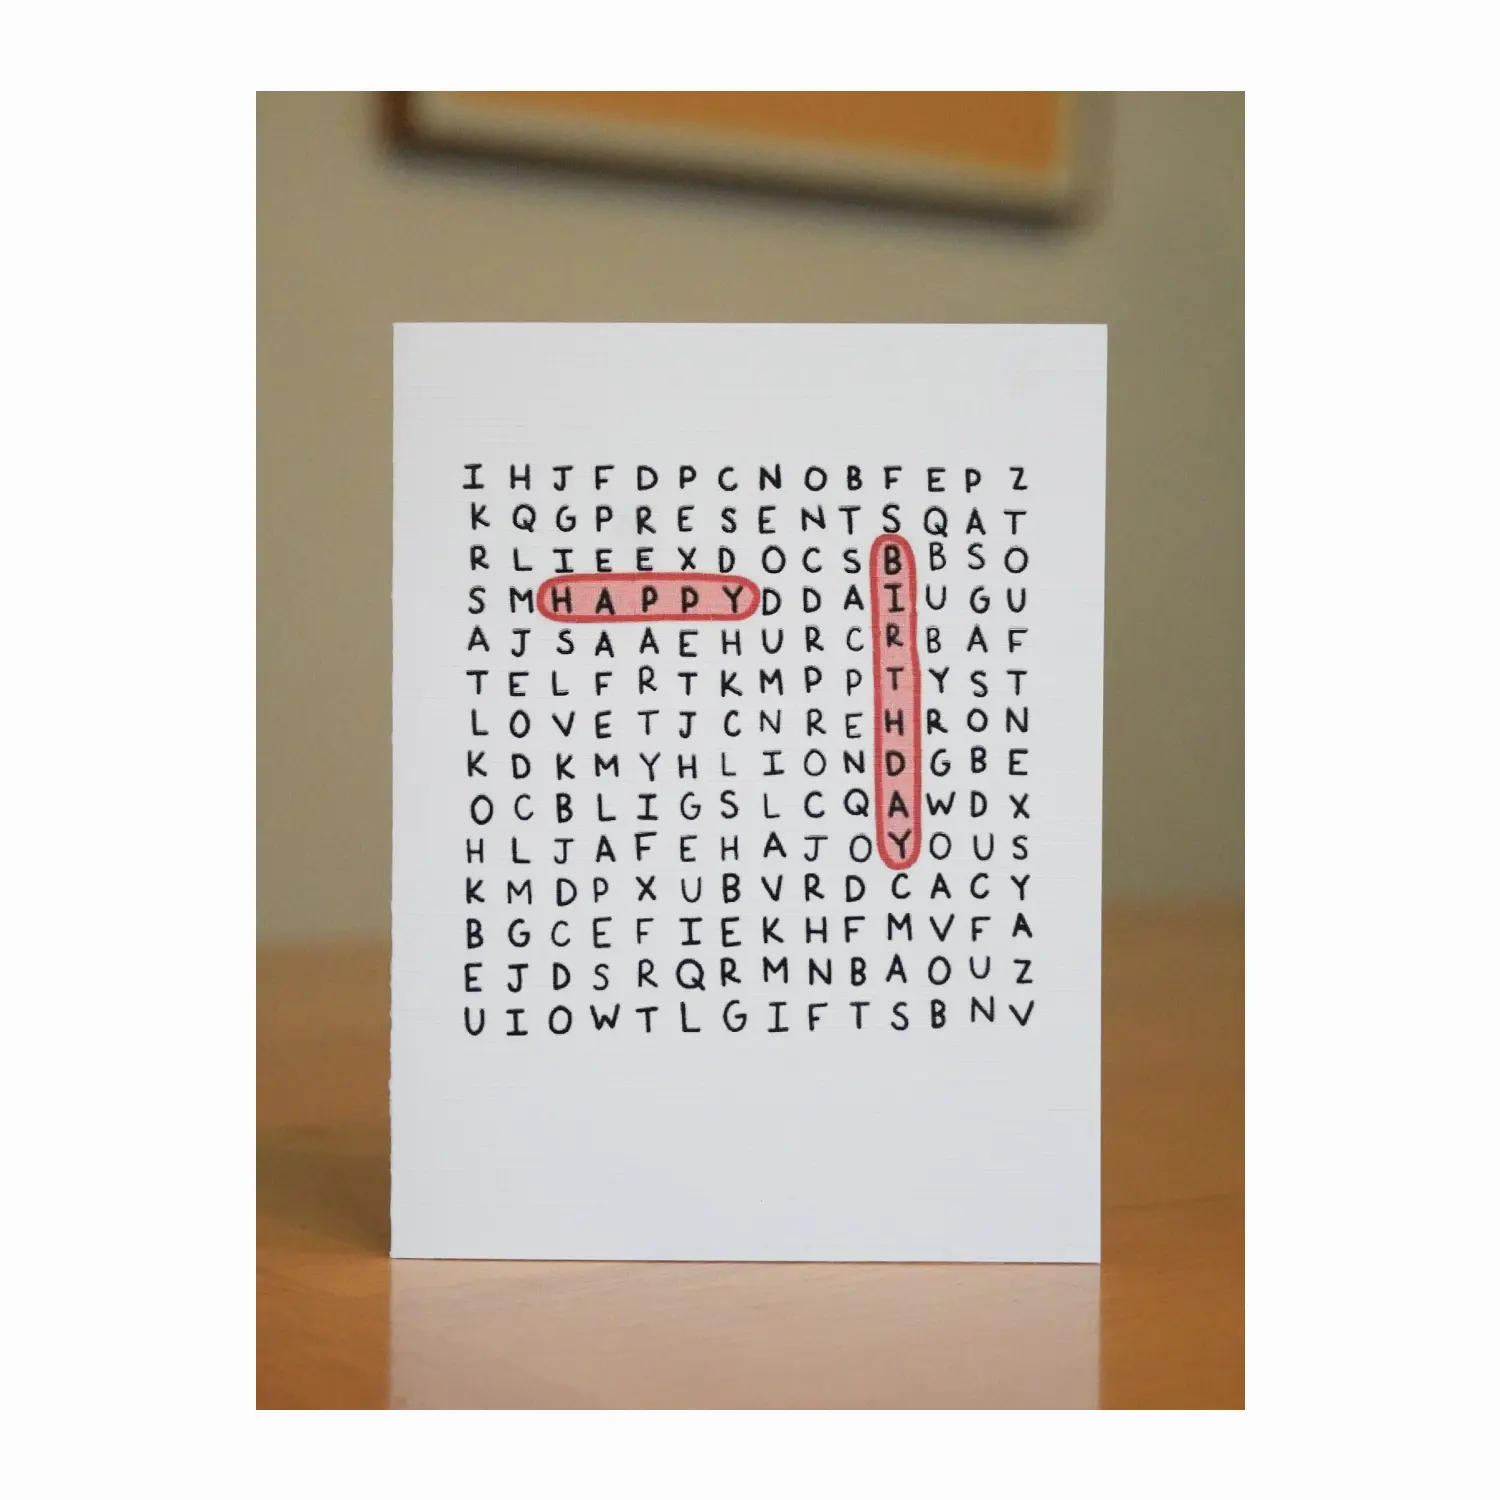 I H J F D P C N O B F E P Z
K Q G P R E S E N T S Q A T
R L I E E X D O C S B B S O
S M H A P P Y D D A I U G U
A J S A A E H U R C R B A F
T E L F R T K M P P T Y S T
L O V E T J C N R E H R O N
K D K M Y H L I O N D G B E
O C B L I G S L C Q A W D X
H L J A F E H A J O Y O U S
K M D P X U B V R D C A C Y
B G C E F I E K H F M V F A
E J D S R Q R M N B A O U Z
U I O W T L G I F T S B N V